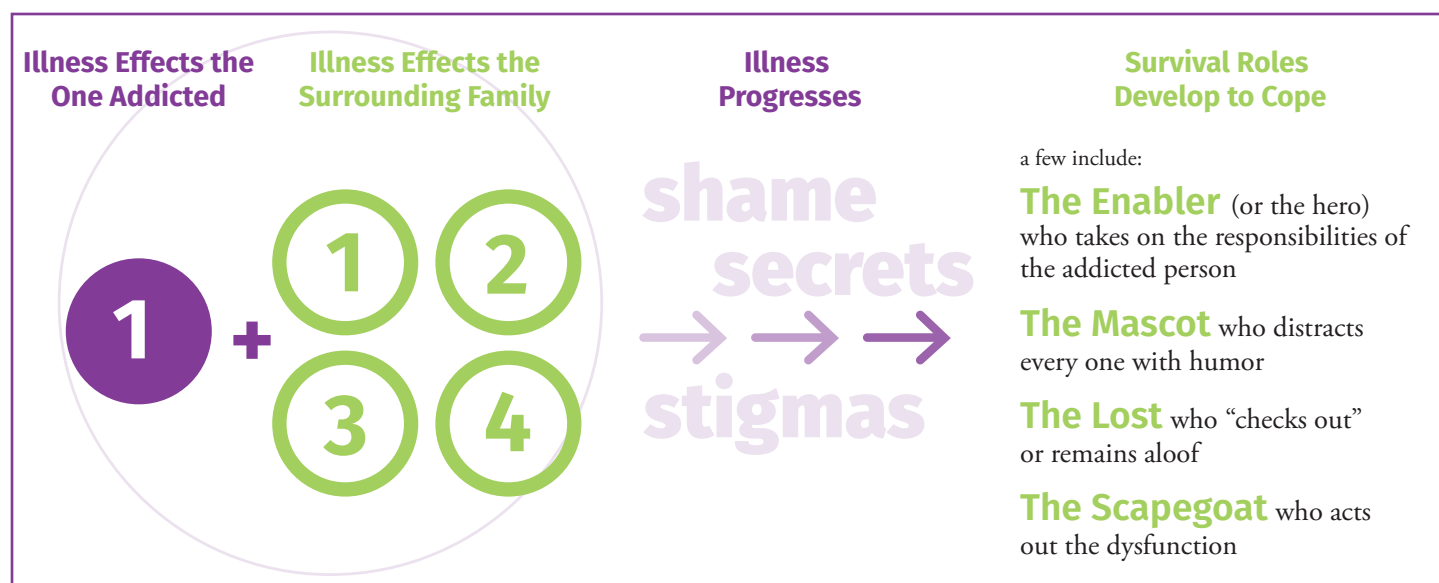 Illness Effects the
One Addicted
Illness Effects the
Surrounding Family
Illness
Progresses
Survival Roles
Develop to Cope
1
+
1
2
3
4
shame
secrets
stigmas
a few include:
The Enabler (or the hero)
who takes on the responsibilities of
the addicted person
The Mascot who distracts
every one with humor
The Lost who “checks out”
or remains aloof
The Scapegoat who acts
out the dysfunction